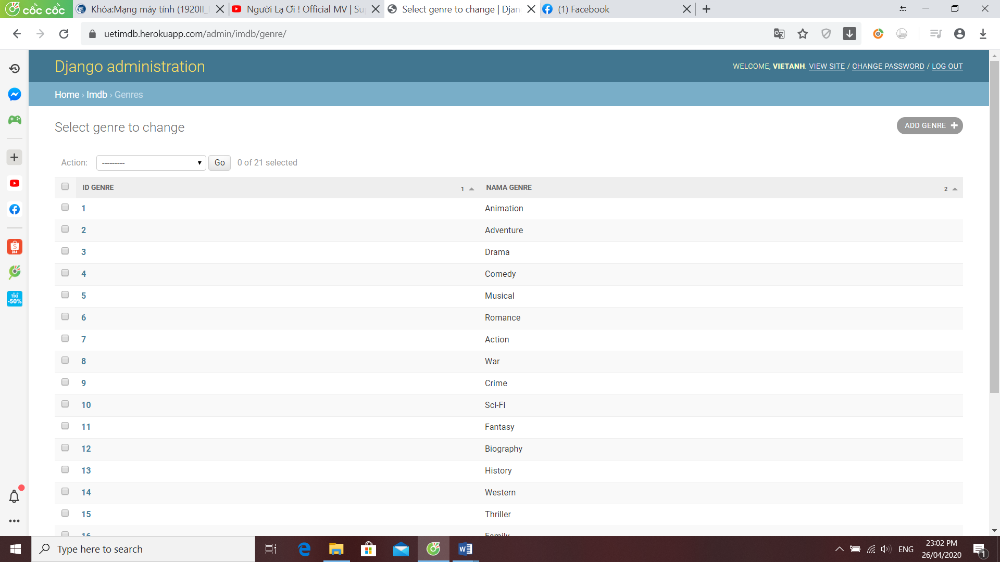 cốc cốc
Khóa:Mạng máy tính (1920II_
Người Lạ Ơi ! Official MV | Su
Select genre to change | Djan
(1) Facebook
uetimdb.herokuapp.com/admin/imdb/genre/
Django administration
WELCOME, VIETANH. VIEW SITE / CHANGE PASSWORD / LOG OUT
Home › Imdb › Genres
Select genre to change
ADD GENRE +
Action: --------- Go 0 of 21 selected
ID GENRE 1 NAMA GENRE 2
1 Animation
2 Adventure
3 Drama
4 Comedy
5 Musical
6 Romance
7 Action
8 War
9 Crime
10 Sci-Fi
11 Fantasy
12 Biography
13 History
14 Western
15 Thriller
16 Family
TIKI
-50%
Type here to search
ENG
23:02 PM
26/04/2020
1